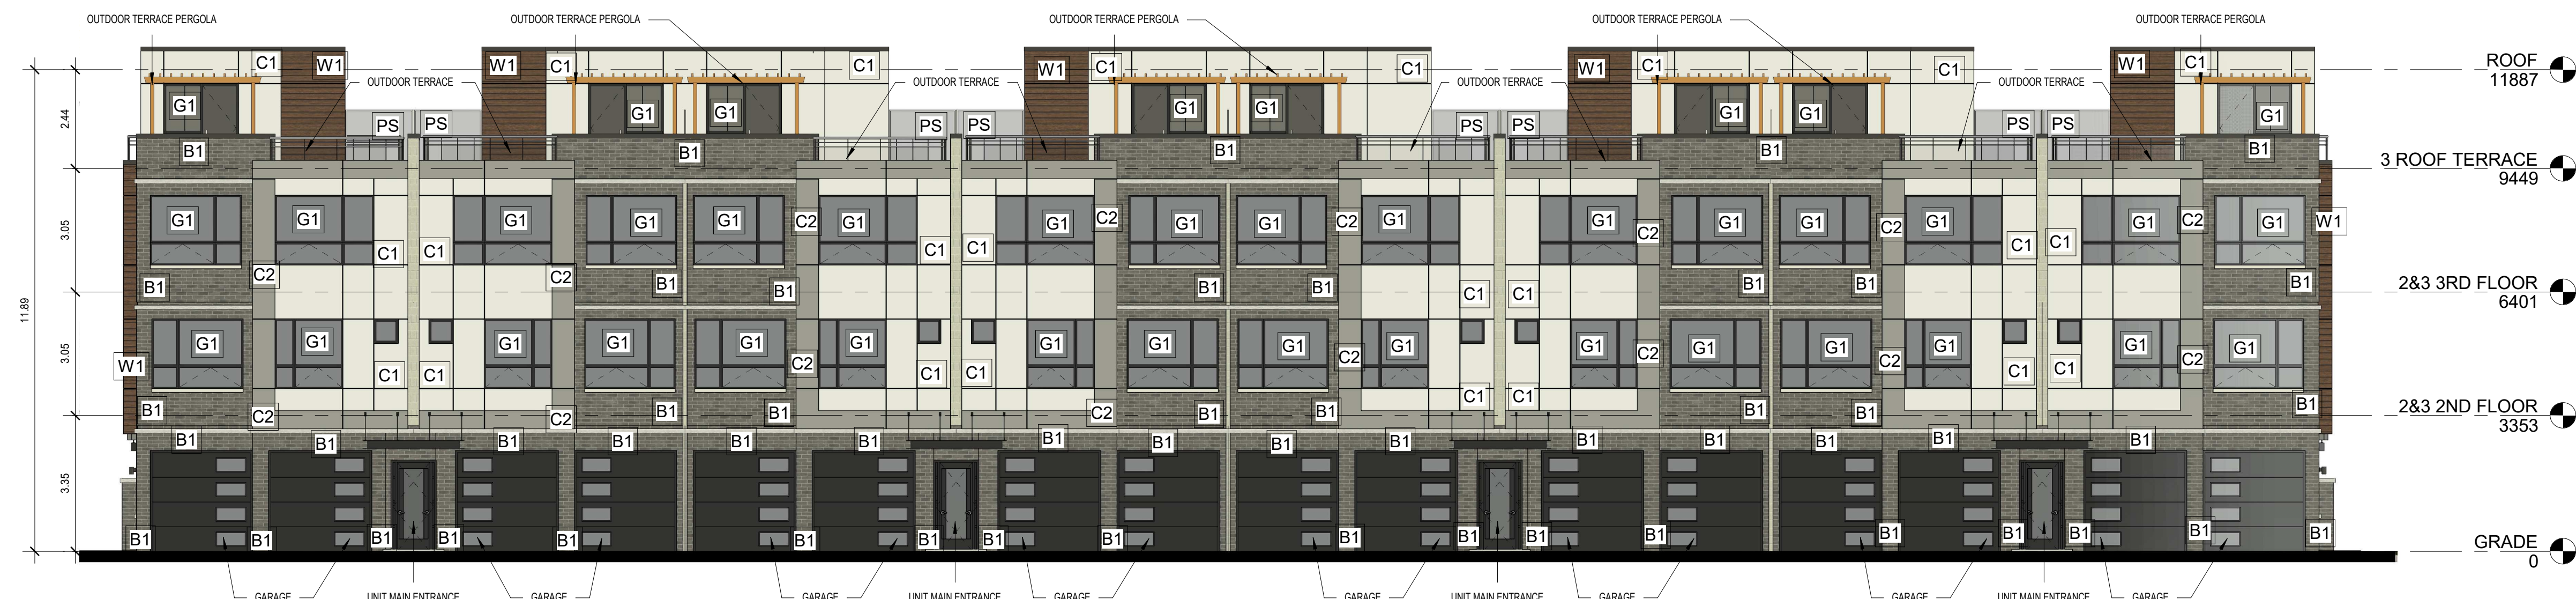 OUTDOOR TERRACE PERGOLA OUTDOOR TERRACE PERGOLA OUTDOOR TERRACE PERGOLA OUTDOOR TERRACE PERGOLA OUTDOOR TERRACE PERGOLA
C1 W1 W1 C1 C1 W1 C1 C1 W1 C1 C1 W1 C1 ROOF
11887
OUTDOOR TERRACE OUTDOOR TERRACE OUTDOOR TERRACE OUTDOOR TERRACE
2.44 G1 G1 G1 G1 G1 G1 G1 G1
PS PS PS PS PS PS PS PS
B1 B1 B1 B1 B1 3 ROOF TERRACE
9449
3.05 G1 G1 G1 G1 G1 C2 G1 G1 C2 G1 G1 C2 G1 G1 C2 G1 G1 C2 G1 G1 C2 G1 W1
C1 C1 C1 C1 C1 C1
B1 C2 C2 B1 B1 B1 B1 C1 C1 B1 B1 B1 2&3 3RD FLOOR
6401
11.89
3.05 W1 G1 G1 G1 G1 G1 C2 G1 G1 G1 G1 C2 G1 G1 C2 G1 G1 C2 G1 G1 C2 G1
C1 C1 C1 C1 C1 C1 C1 C1
B1 C2 C2 B1 B1 C2 B1 B1 B1 B1 B1 2&3 2ND FLOOR
3353
B1 B1 B1 B1 B1 B1 B1 B1 B1 B1 B1 B1 B1 B1 B1
3.35
B1 B1 B1 B1 B1 B1 B1 B1 B1 B1 B1 B1 B1 B1 B1 B1 B1 B1 GRADE
0
GARAGE UNIT MAIN ENTRANCE GARAGE GARAGE UNIT MAIN ENTRANCE GARAGE GARAGE UNIT MAIN ENTRANCE GARAGE GARAGE UNIT MAIN ENTRANCE GARAGE